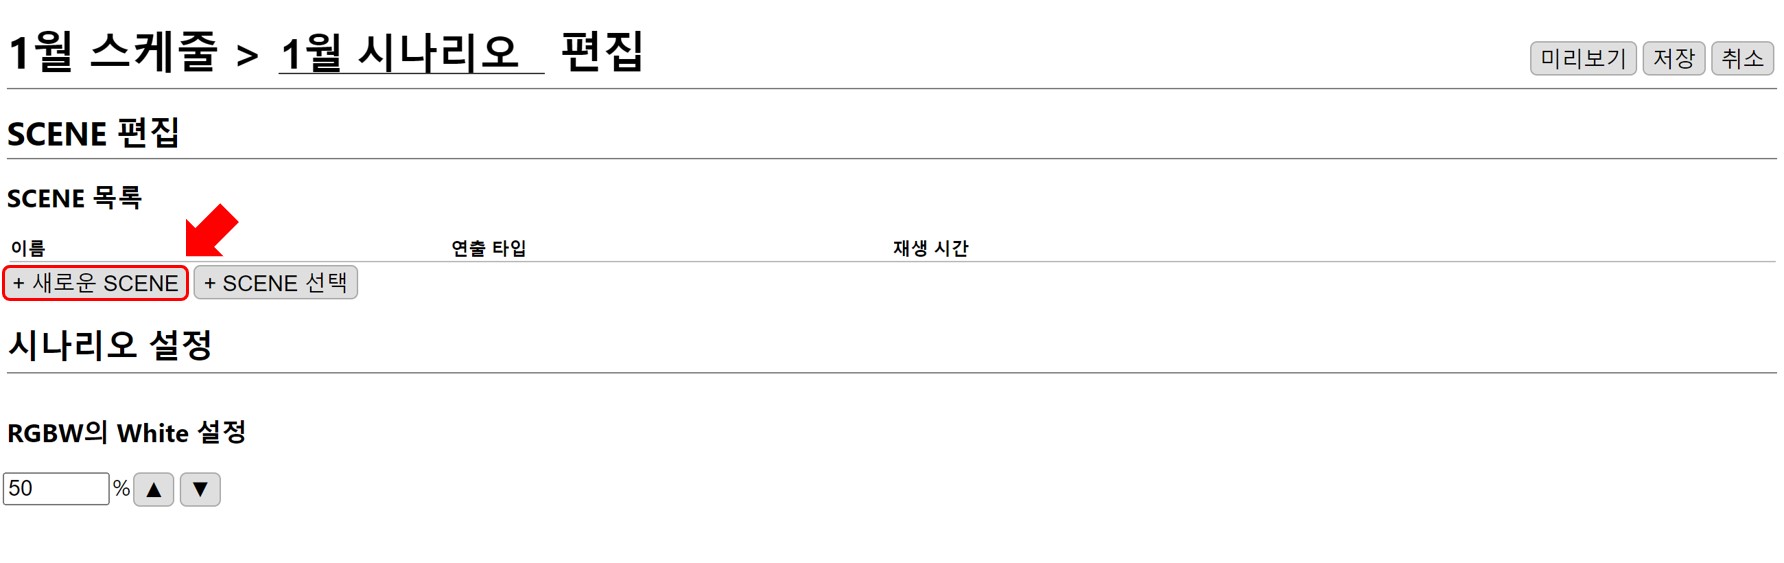 1월 스케줄 > 1월 시나리오 편집
미리보기 저장 취소
SCENE 편집
SCENE 목록
이름 연출 타입 재생 시간
+ 새로운 SCENE + SCENE 선택
시나리오 설정
RGBW의 White 설정
50 % ▲ ▼